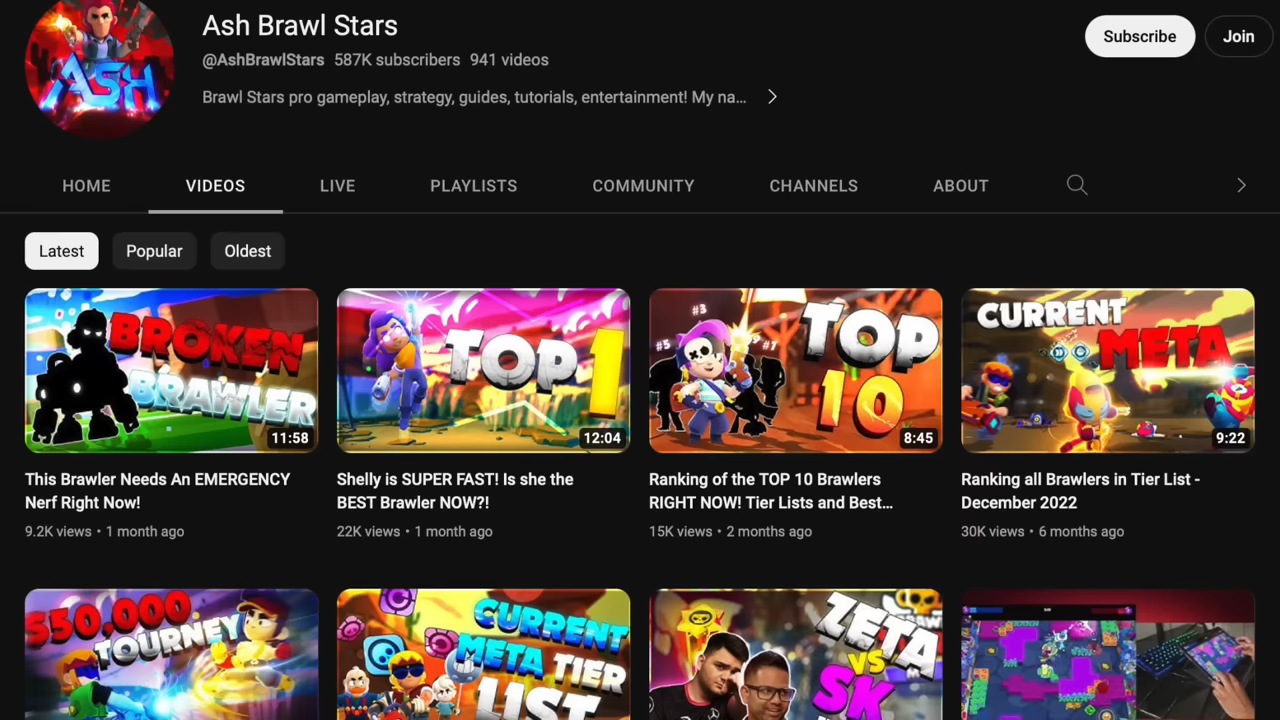 ASH
Ash Brawl Stars
@AshBrawlStars 587K subscribers 941 videos
Brawl Stars pro gameplay, strategy, guides, tutorials, entertainment! My na...
Subscribe
Join
HOME
VIDEOS
LIVE
PLAYLISTS
COMMUNITY
CHANNELS
ABOUT
Latest
Popular
Oldest
BROKEN
BRAWLER
11:58
TOP 1
12:04
#3
#5
#1
TOP
10
8:45
CURRENT
META
9:22
This Brawler Needs An EMERGENCY
Nerf Right Now!
9.2K views • 1 month ago
Shelly is SUPER FAST! Is she the
BEST Brawler NOW?!
22K views • 1 month ago
Ranking of the TOP 10 Brawlers
RIGHT NOW! Tier Lists and Best...
15K views • 2 months ago
Ranking all Brawlers in Tier List -
December 2022
30K views • 6 months ago
$50,000
TOURNEY
CURRENT
META TIER
LIST
ZETA
VS
SK